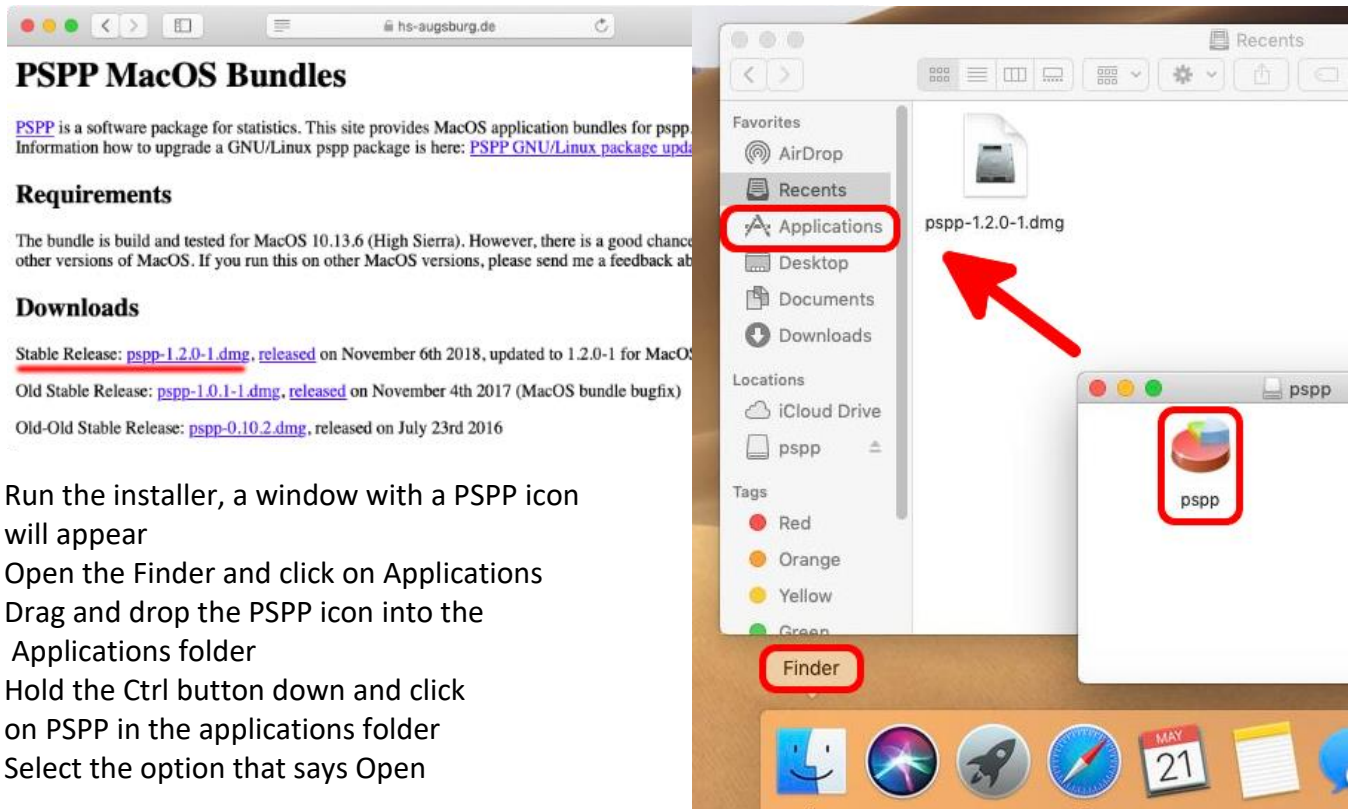 hs-augsburg.de
PSPP MacOS Bundles
PSPP is a software package for statistics. This site provides MacOS application bundles for pspp.
Information how to upgrade a GNU/Linux pspp package is here: PSPP GNU/Linux package upda
Requirements
The bundle is build and tested for MacOS 10.13.6 (High Sierra). However, there is a good chance
other versions of MacOS. If you run this on other MacOS versions, please send me a feedback ab
Downloads
Stable Release: pspp-1.2.0-1.dmg, released on November 6th 2018, updated to 1.2.0-1 for MacOS
Old Stable Release: pspp-1.0.1-1.dmg, released on November 4th 2017 (MacOS bundle bugfix)
Old-Old Stable Release: pspp-0.10.2.dmg, released on July 23rd 2016
Run the installer, a window with a PSPP icon
will appear
Open the Finder and click on Applications
Drag and drop the PSPP icon into the
Applications folder
Hold the Ctrl button down and click
on PSPP in the applications folder
Select the option that says Open
Recents
Favorites
AirDrop
Recents
Applications
Desktop
Documents
Downloads
Locations
iCloud Drive
pspp
Tags
Red
Orange
Yellow
Green
pspp-1.2.0-1.dmg
pspp
pspp
Finder
MAY
21